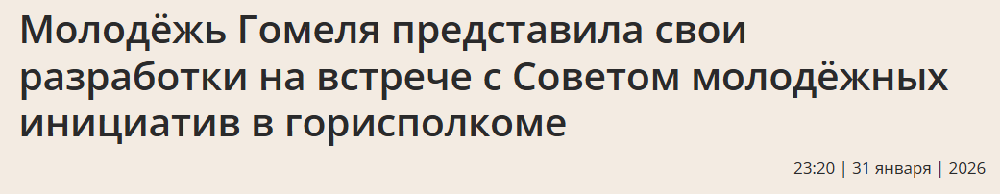 Молодёжь Гомеля представила свои
разработки на встрече с Советом молодёжных
инициатив в горисполкоме
23:20 | 31 января | 2026